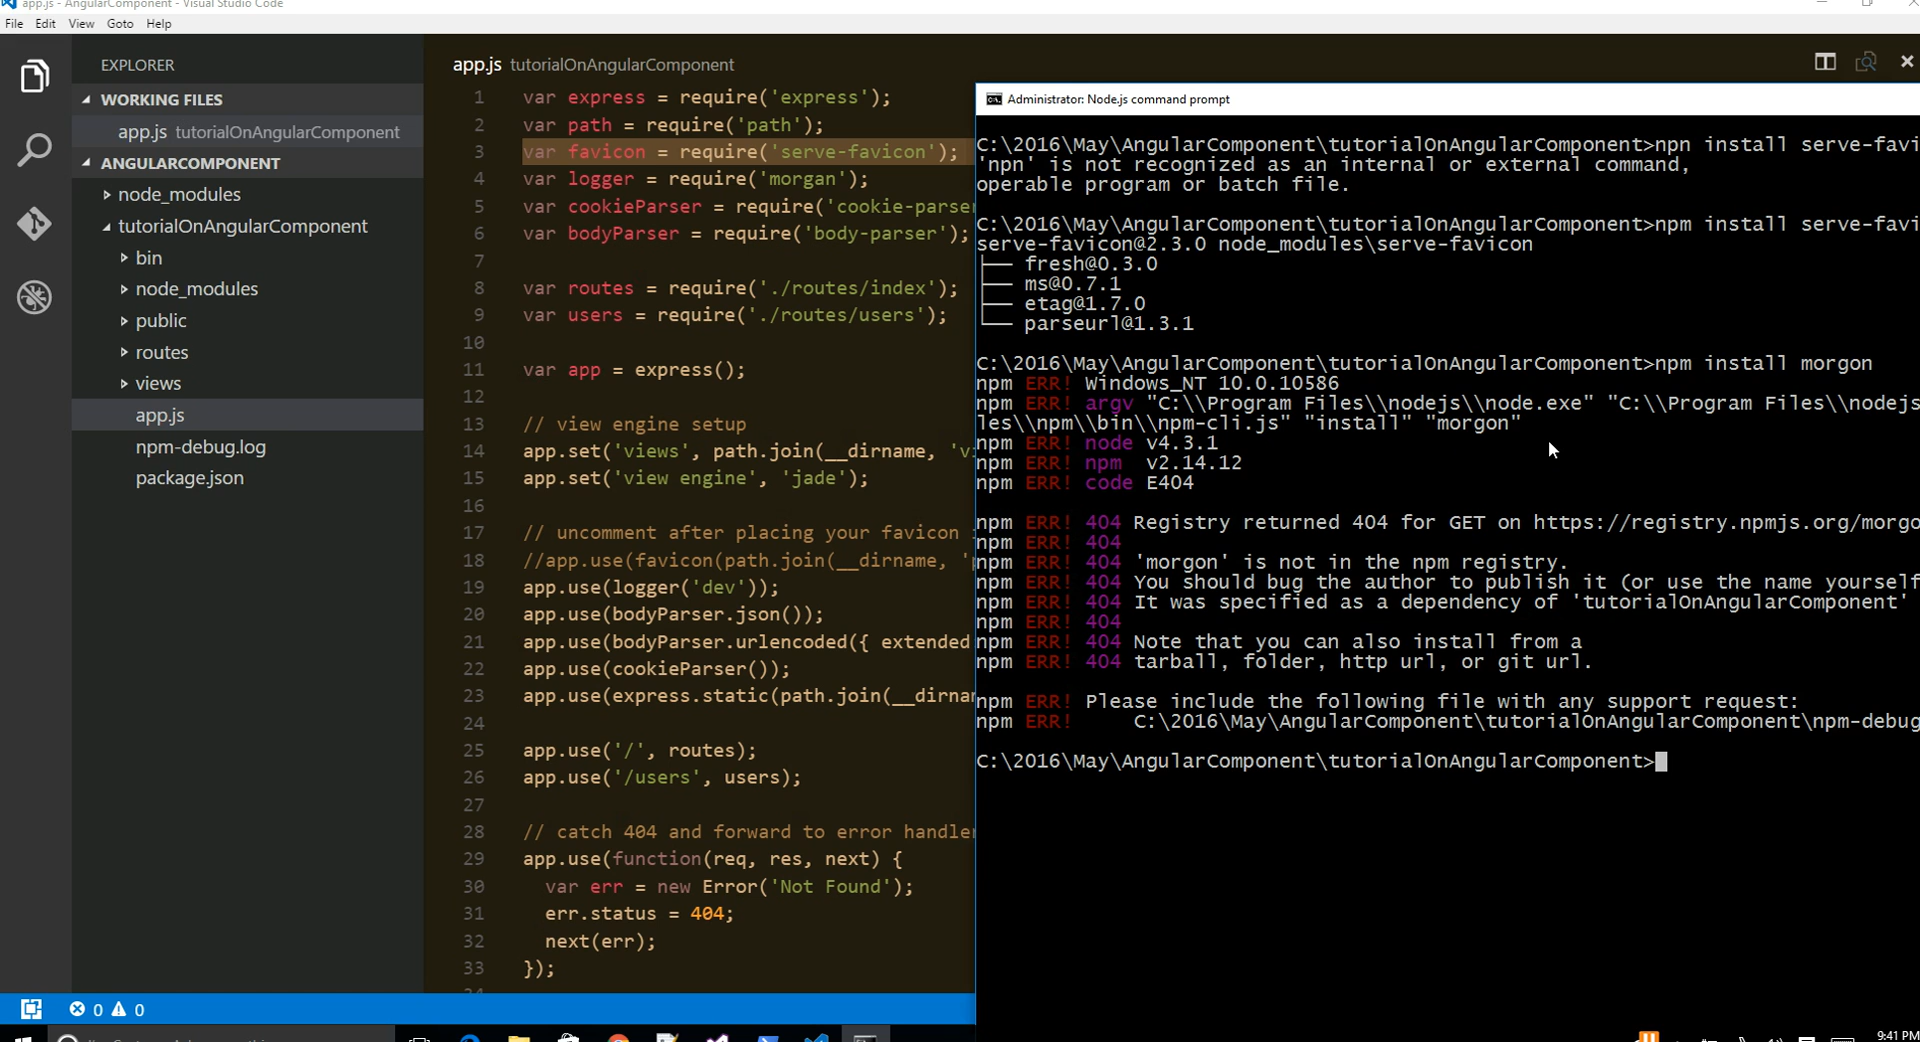 app.js - AngularComponent - Visual Studio Code
File Edit View Goto Help
EXPLORER
WORKING FILES
app.js tutorialOnAngularComponent
ANGULARCOMPONENT
node_modules
tutorialOnAngularComponent
bin
node_modules
public
routes
views
app.js
npm-debug.log
package.json
app.js tutorialOnAngularComponent
1 var express = require('express');
2 var path = require('path');
3 var favicon = require('serve-favicon');
4 var logger = require('morgan');
5 var cookieParser = require('cookie-parser
6 var bodyParser = require('body-parser');
7
8 var routes = require('./routes/index');
9 var users = require('./routes/users');
10
11 var app = express();
12
13 // view engine setup
14 app.set('views', path.join(__dirname, 'v
15 app.set('view engine', 'jade');
16
17 // uncomment after placing your favicon
18 //app.use(favicon(path.join(__dirname, '
19 app.use(logger('dev'));
20 app.use(bodyParser.json());
21 app.use(bodyParser.urlencoded({ extended
22 app.use(cookieParser());
23 app.use(express.static(path.join(__dirna
24
25 app.use('/', routes);
26 app.use('/users', users);
27
28 // catch 404 and forward to error handle
29 app.use(function(req, res, next) {
30 var err = new Error('Not Found');
31 err.status = 404;
32 next(err);
33 });
Administrator: Node.js command prompt
C:\2016\May\AngularComponent\tutorialOnAngularComponent>npn install serve-favi
'npn' is not recognized as an internal or external command,
operable program or batch file.
C:\2016\May\AngularComponent\tutorialOnAngularComponent>npm install serve-favi
serve-favicon@2.3.0 node_modules\serve-favicon
├── fresh@0.3.0
├── ms@0.7.1
├── etag@1.7.0
└── parseurl@1.3.1
C:\2016\May\AngularComponent\tutorialOnAngularComponent>npm install morgon
npm ERR! Windows_NT 10.0.10586
npm ERR! argv "C:\\Program Files\\nodejs\\node.exe" "C:\\Program Files\\nodejs
les\\npm\\bin\\npm-cli.js" "install" "morgon"
npm ERR! node v4.3.1
npm ERR! npm v2.14.12
npm ERR! code E404
npm ERR! 404 Registry returned 404 for GET on https://registry.npmjs.org/morgo
npm ERR! 404
npm ERR! 404 'morgon' is not in the npm registry.
npm ERR! 404 You should bug the author to publish it (or use the name yourself
npm ERR! 404 It was specified as a dependency of 'tutorialOnAngularComponent'
npm ERR! 404
npm ERR! 404 Note that you can also install from a
npm ERR! 404 tarball, folder, http url, or git url.
npm ERR! Please include the following file with any support request:
npm ERR! C:\2016\May\AngularComponent\tutorialOnAngularComponent\npm-debug
C:\2016\May\AngularComponent\tutorialOnAngularComponent>
0 0
9:41 PM